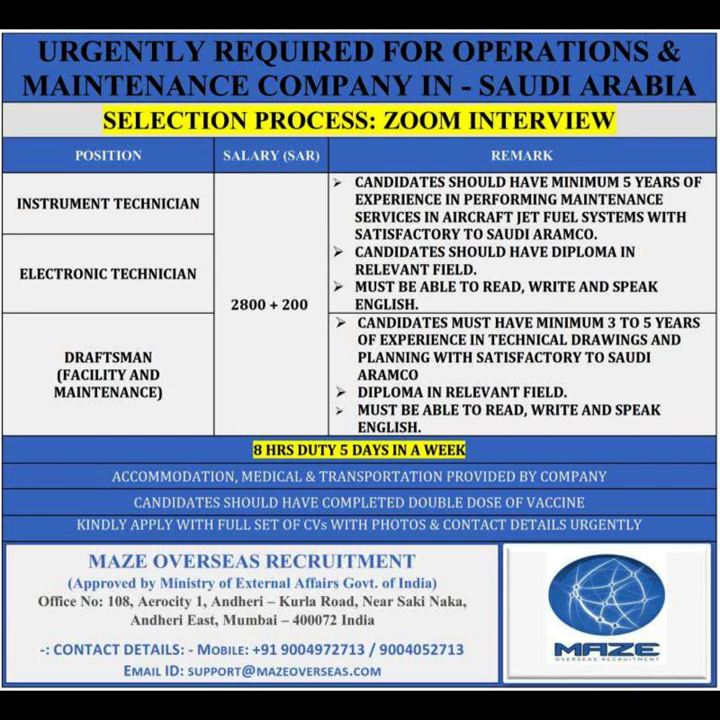 URGENTLY REQUIRED FOR OPERATIONS &
MAINTENANCE COMPANY IN - SAUDI ARABIA
SELECTION PROCESS: ZOOM INTERVIEW
POSITION SALARY (SAR) REMARK
INSTRUMENT TECHNICIAN
ELECTRONIC TECHNICIAN
DRAFTSMAN
(FACILITY AND
MAINTENANCE)
2800 + 200
➢ CANDIDATES SHOULD HAVE MINIMUM 5 YEARS OF
EXPERIENCE IN PERFORMING MAINTENANCE
SERVICES IN AIRCRAFT JET FUEL SYSTEMS WITH
SATISFACTORY TO SAUDI ARAMCO.
➢ CANDIDATES SHOULD HAVE DIPLOMA IN
RELEVANT FIELD.
➢ MUST BE ABLE TO READ, WRITE AND SPEAK
ENGLISH.
➢ CANDIDATES MUST HAVE MINIMUM 3 TO 5 YEARS
OF EXPERIENCE IN TECHNICAL DRAWINGS AND
PLANNING WITH SATISFACTORY TO SAUDI
ARAMCO
➢ DIPLOMA IN RELEVANT FIELD.
➢ MUST BE ABLE TO READ, WRITE AND SPEAK
ENGLISH.
8 HRS DUTY 5 DAYS IN A WEEK
ACCOMMODATION, MEDICAL & TRANSPORTATION PROVIDED BY COMPANY
CANDIDATES SHOULD HAVE COMPLETED DOUBLE DOSE OF VACCINE
KINDLY APPLY WITH FULL SET OF CVs WITH PHOTOS & CONTACT DETAILS URGENTLY
MAZE OVERSEAS RECRUITMENT
(Approved by Ministry of External Affairs Govt. of India)
Office No: 108, Aerocity 1, Andheri – Kurla Road, Near Saki Naka,
Andheri East, Mumbai – 400072 India
-: CONTACT DETAILS: - MOBILE: +91 9004972713 / 9004052713
EMAIL ID: SUPPORT@MAZEOVERSEAS.COM
MAZE
OVERSEAS RECRUITMENT